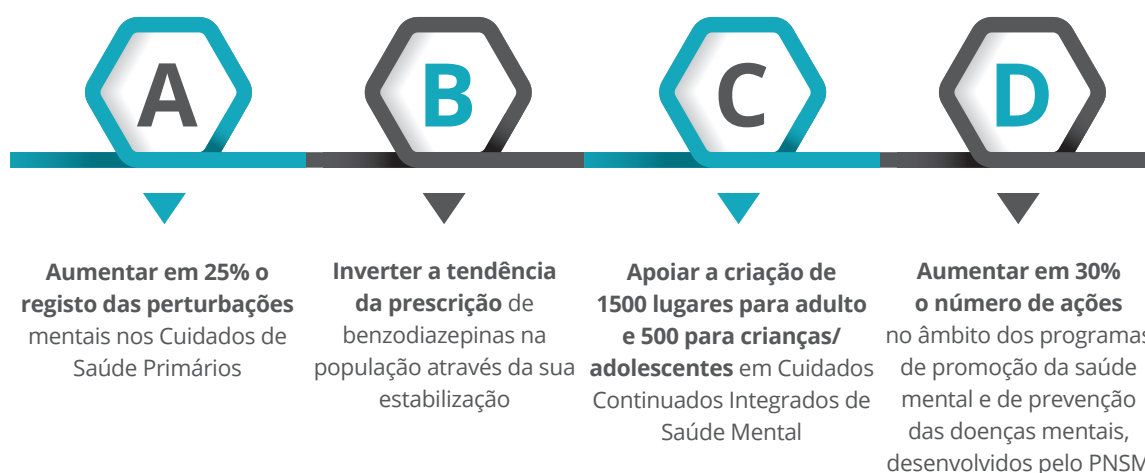 A
B
C
D
Aumentar em 25% o
registo das perturbações
mentais nos Cuidados de
Saúde Primários
Inverter a tendência
da prescrição de
benzodiazepinas na
população através da sua
estabilização
Apoiar a criação de
1500 lugares para adulto
e 500 para crianças/
adolescentes em Cuidados
Continuados Integrados de
Saúde Mental
Aumentar em 30%
o número de ações
no âmbito dos programas
de promoção da saúde
mental e de prevenção
das doenças mentais,
desenvolvidos pelo PNSM